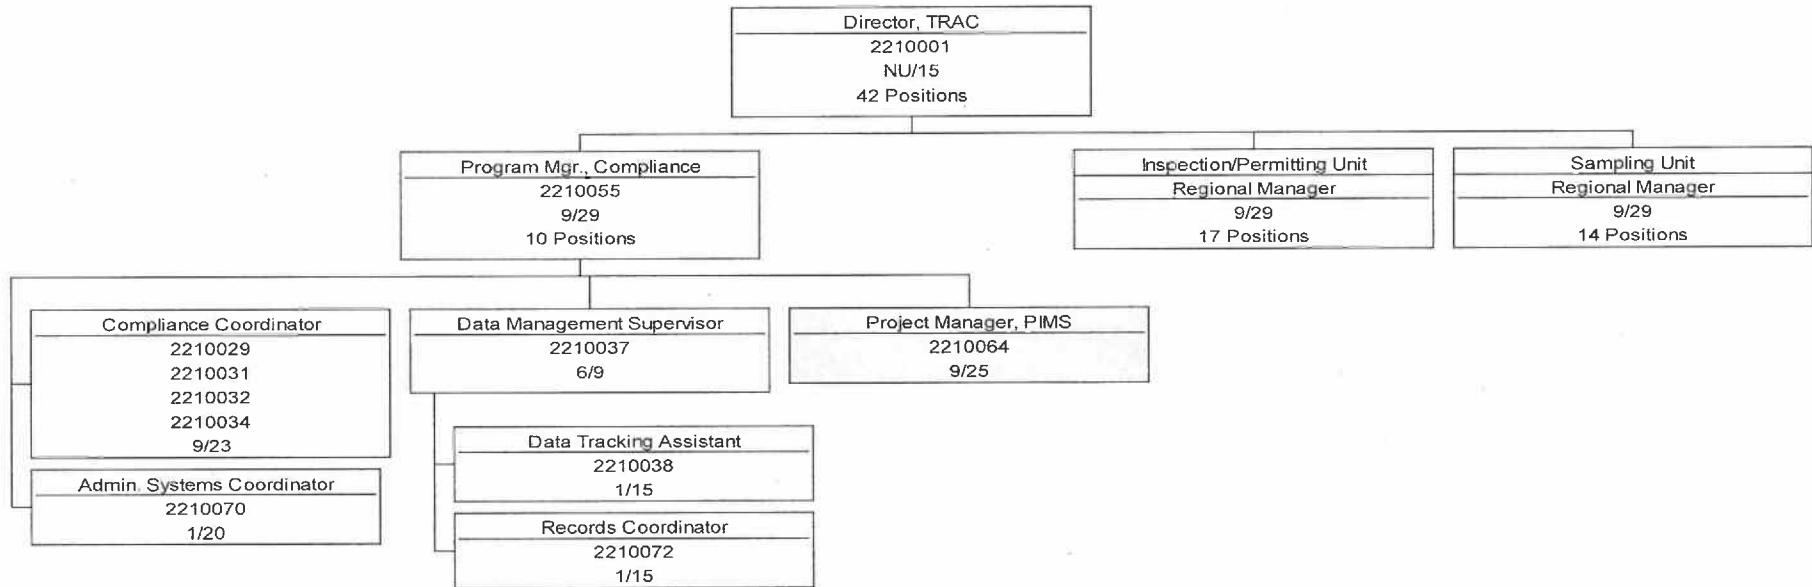 Director, TRAC
2210001
NU/15
42 Positions
Program Mgr., Compliance
2210055
9/29
10 Positions
Inspection/Permitting Unit
Regional Manager
9/29
17 Positions
Sampling Unit
Regional Manager
9/29
14 Positions
Compliance Coordinator
2210029
2210031
2210032
2210034
9/23
Admin. Systems Coordinator
2210070
1/20
Data Management Supervisor
2210037
6/9
Data Tracking Assistant
2210038
1/15
Records Coordinator
2210072
1/15
Project Manager, PIMS
2210064
9/25